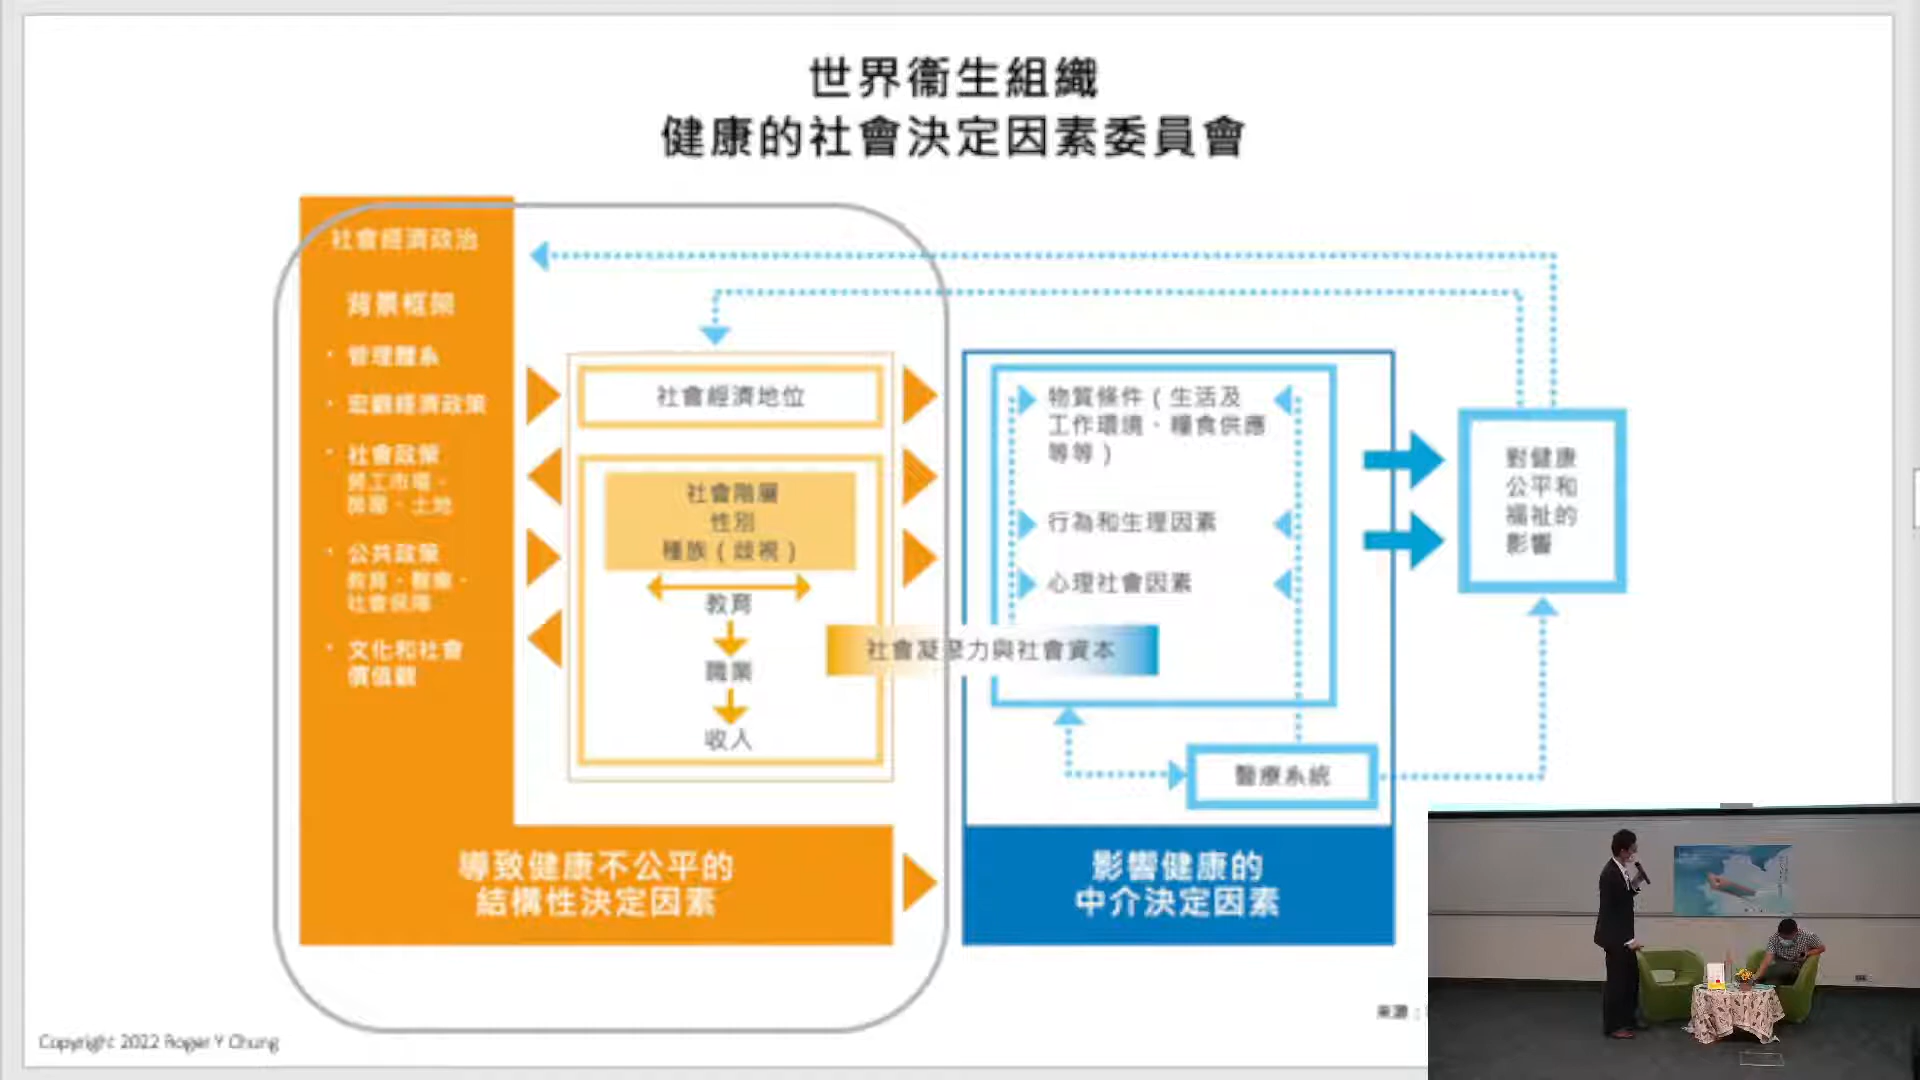 世界衞生組織
健康的社會決定因素委員會
社會經濟政治
背景框架
· 管理體系
· 宏觀經濟政策
· 社會政策
勞工市場、
房屋、土地
· 公共政策
教育、醫療、
社會保障
· 文化和社會
價值觀
社會經濟地位
社會階層
性別
種族（歧視）
教育
職業
收入
社會凝聚力與社會資本
導致健康不公平的
結構性決定因素
物質條件（生活及
工作環境、糧食供應
等等）
行為和生理因素
心理社會因素
醫療系統
影響健康的
中介決定因素
對健康
公平和
福祉的
影響
來源：
Copyright 2022 Roger Y Chung